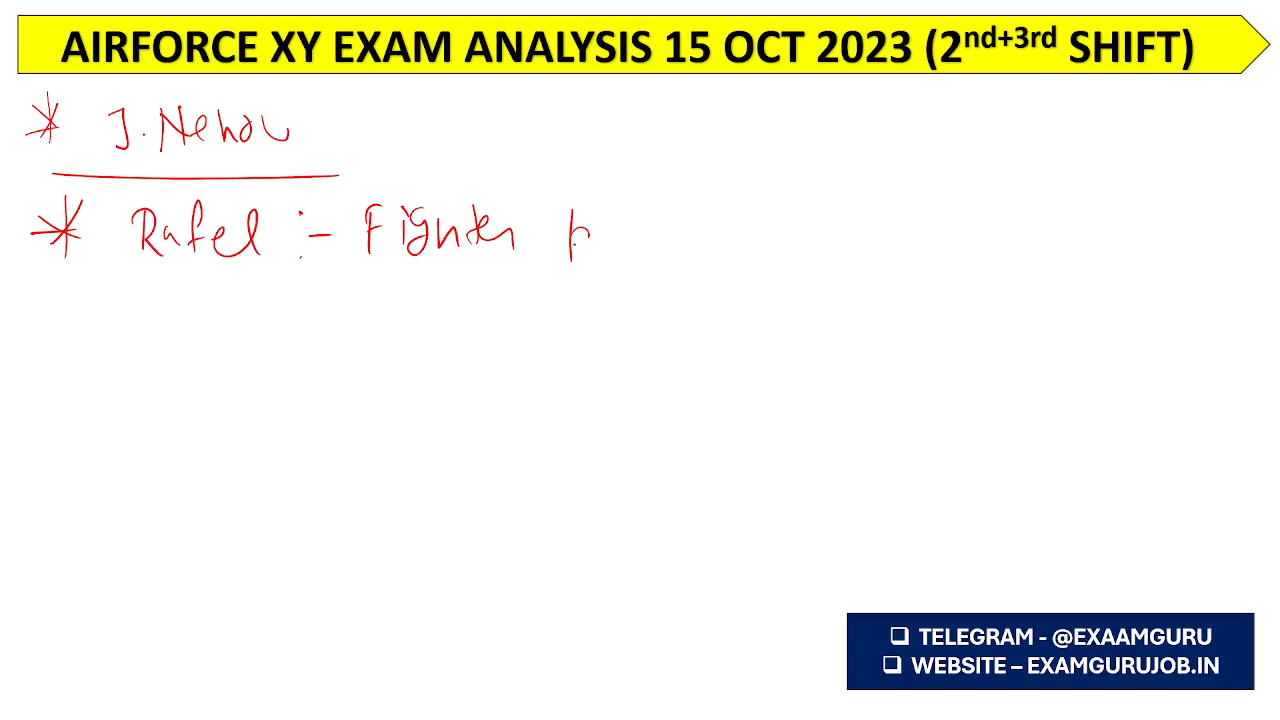 AIRFORCE XY EXAM ANALYSIS 15 OCT 2023 (2nd+3rd SHIFT)
* J. Nehru
* Rafel :- Fighter p
❑ TELEGRAM - @EXAAMGURU
❑ WEBSITE – EXAMGURUJOB.IN